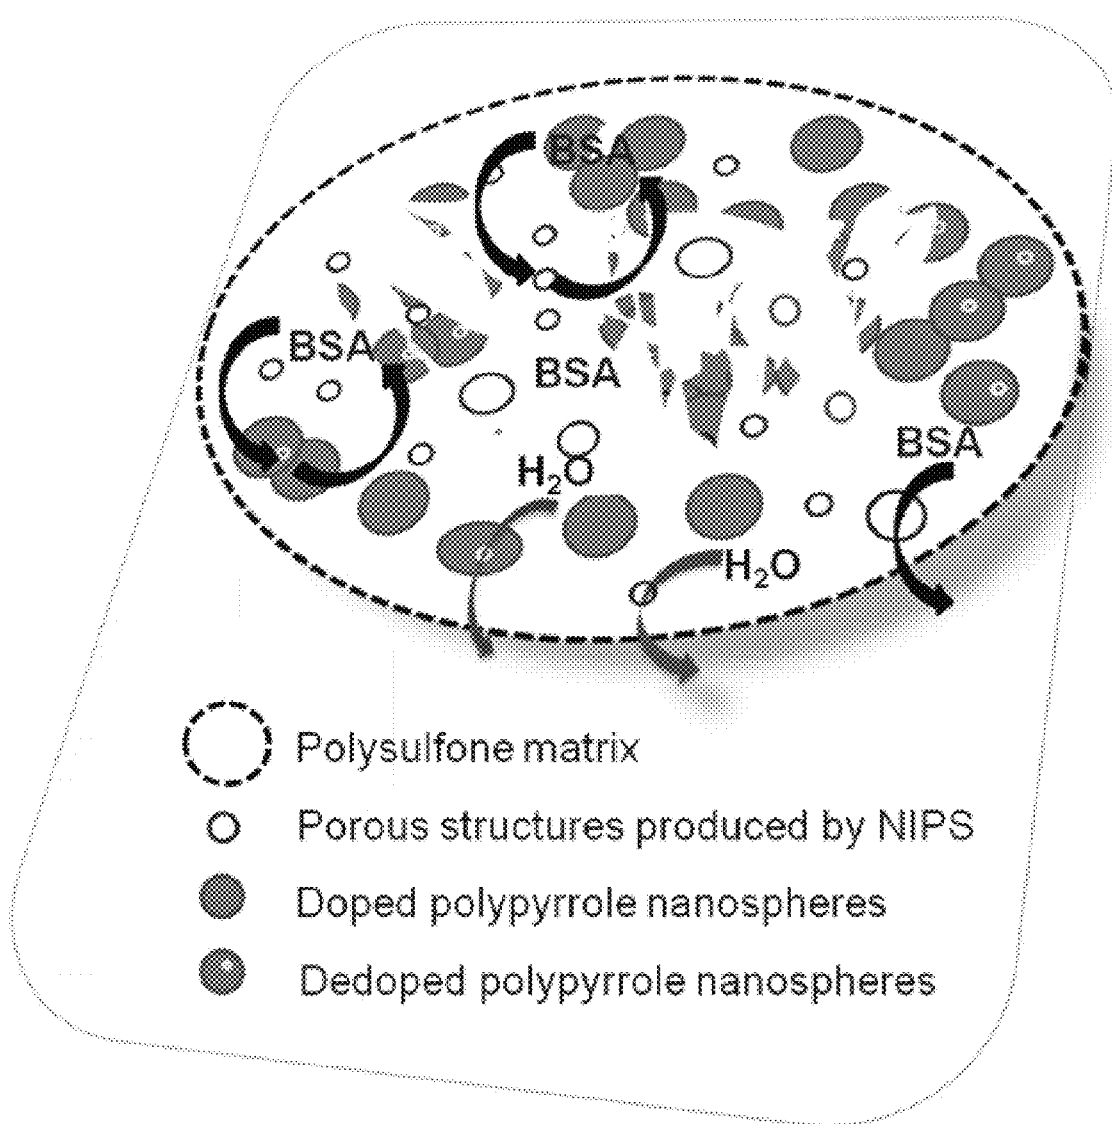 BSA
BSA
BSA
BSA
H₂O
H₂O
Polysulfone matrix
Porous structures produced by NIPS
Doped polypyrrole nanospheres
Dedoped polypyrrole nanospheres